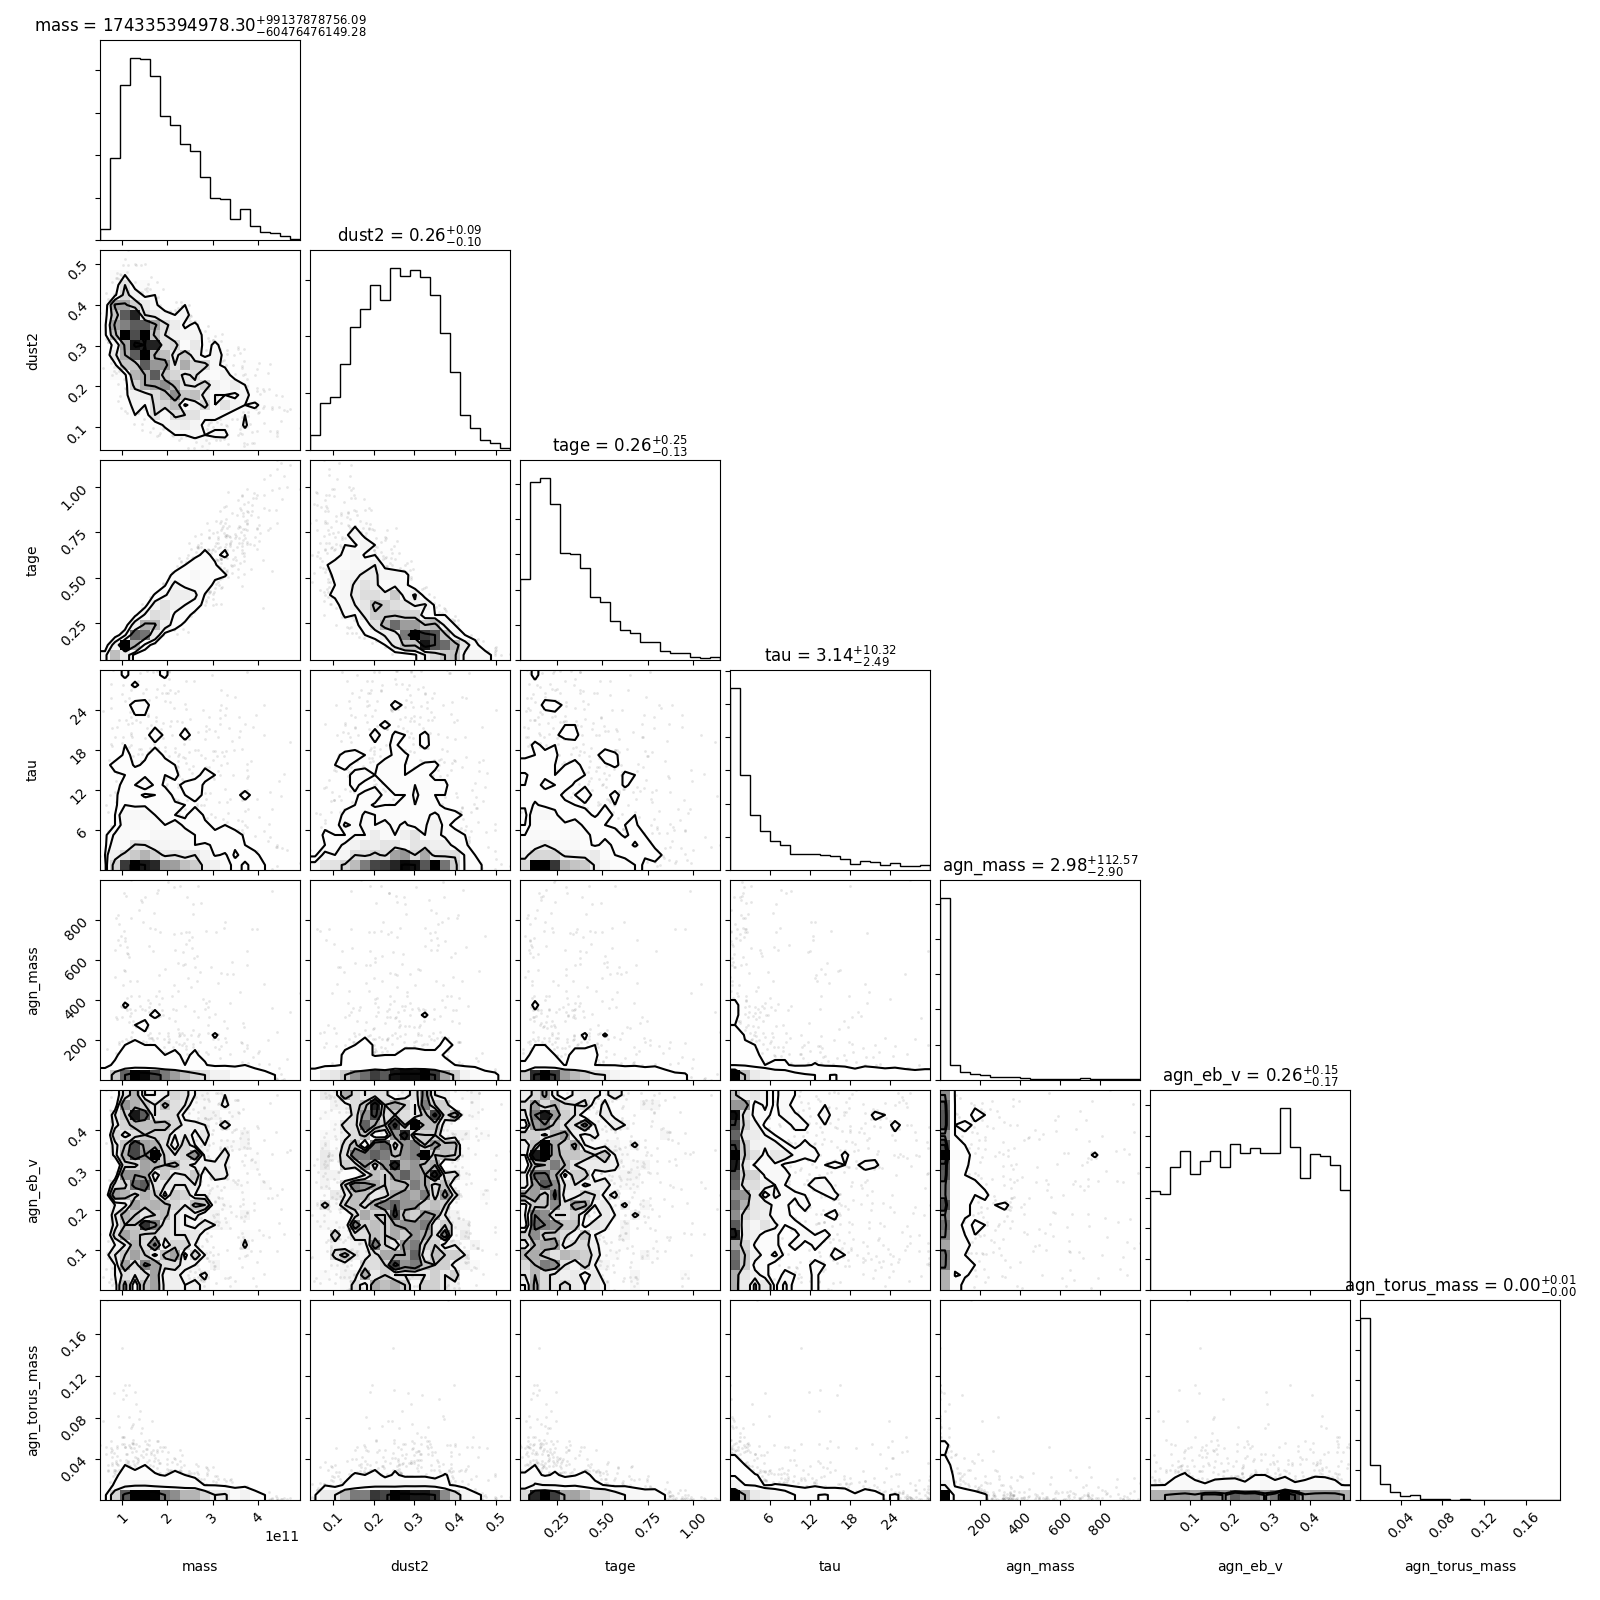 mass = 174335394978.30+99137878756.09−60476476149.28
dust2 = 0.26+0.09−0.10
0.5
0.4
0.3
0.2
0.1
dust2
tage = 0.26+0.25−0.13
1.00
0.75
0.50
0.25
tage
tau = 3.14+10.32−2.49
24
18
12
6
tau
agn_mass = 2.98+112.57−2.90
800
600
400
200
agn_mass
agn_eb_v = 0.26+0.15−0.17
0.4
0.3
0.2
0.1
agn_eb_v
agn_torus_mass = 0.00+0.01−0.00
0.16
0.12
0.08
0.04
agn_torus_mass
1 2 3 4 0.1 0.2 0.3 0.4 0.5 0.25 0.50 0.75 1.00 6 12 18 24 200 400 600 800 0.1 0.2 0.3 0.4 0.04 0.08 0.12 0.16
1e11
mass dust2 tage tau agn_mass agn_eb_v agn_torus_mass